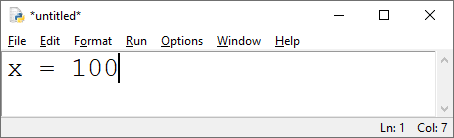 *untitled*
File Edit Format Run Options Window Help
x = 100
Ln: 1 Col: 7